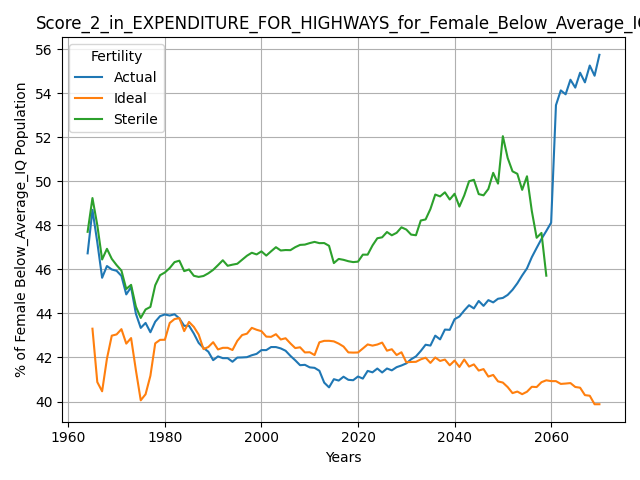 Score_2_in_EXPENDITURE_FOR_HIGHWAYS_for_Female_Below_Average_IQ
Fertility
Actual
Ideal
Sterile
% of Female Below_Average_IQ Population
56
54
52
50
48
46
44
42
40
1960
1980
2000
2020
2040
2060
Years